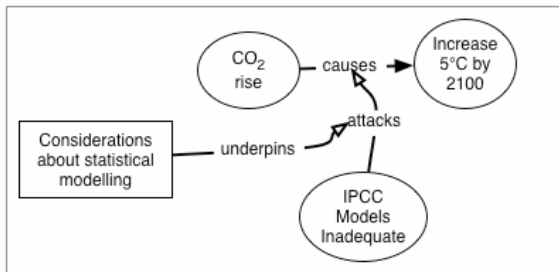 CO₂
rise
causes
Increase
5°C by
2100
attacks
Considerations
about statistical
modelling
underpins
IPCC
Models
Inadequate